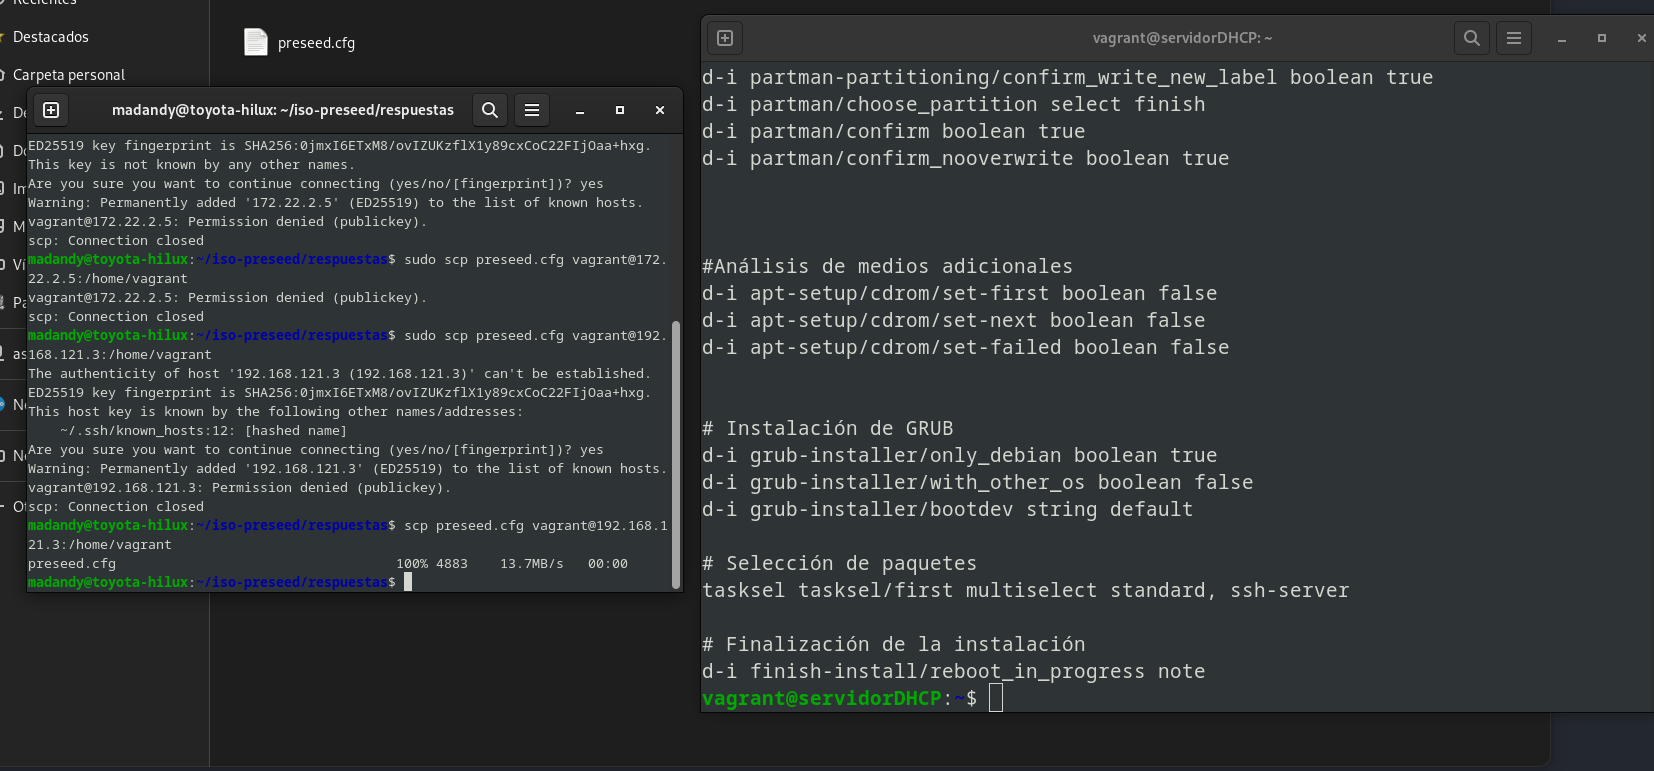 Recientes
Destacados
Carpeta personal
preseed.cfg
madandy@toyota-hilux: ~/iso-preseed/respuestas
ED25519 key fingerprint is SHA256:0jmxI6ETxM8/ovIZUKzflX1y89cxCoC22FIjOaa+hxg.
This key is not known by any other names.
Are you sure you want to continue connecting (yes/no/[fingerprint])? yes
Warning: Permanently added '172.22.2.5' (ED25519) to the list of known hosts.
vagrant@172.22.2.5: Permission denied (publickey).
scp: Connection closed
madandy@toyota-hilux:~/iso-preseed/respuestas$ sudo scp preseed.cfg vagrant@172.
22.2.5:/home/vagrant
vagrant@172.22.2.5: Permission denied (publickey).
scp: Connection closed
madandy@toyota-hilux:~/iso-preseed/respuestas$ sudo scp preseed.cfg vagrant@192.
168.121.3:/home/vagrant
The authenticity of host '192.168.121.3 (192.168.121.3)' can't be established.
ED25519 key fingerprint is SHA256:0jmxI6ETxM8/ovIZUKzflX1y89cxCoC22FIjOaa+hxg.
This host key is known by the following other names/addresses:
    ~/.ssh/known_hosts:12: [hashed name]
Are you sure you want to continue connecting (yes/no/[fingerprint])? yes
Warning: Permanently added '192.168.121.3' (ED25519) to the list of known hosts.
vagrant@192.168.121.3: Permission denied (publickey).
scp: Connection closed
madandy@toyota-hilux:~/iso-preseed/respuestas$ scp preseed.cfg vagrant@192.168.1
21.3:/home/vagrant
preseed.cfg 100% 4883 13.7MB/s 00:00
madandy@toyota-hilux:~/iso-preseed/respuestas$
vagrant@servidorDHCP: ~
d-i partman-partitioning/confirm_write_new_label boolean true
d-i partman/choose_partition select finish
d-i partman/confirm boolean true
d-i partman/confirm_nooverwrite boolean true
#Análisis de medios adicionales
d-i apt-setup/cdrom/set-first boolean false
d-i apt-setup/cdrom/set-next boolean false
d-i apt-setup/cdrom/set-failed boolean false
# Instalación de GRUB
d-i grub-installer/only_debian boolean true
d-i grub-installer/with_other_os boolean false
d-i grub-installer/bootdev string default
# Selección de paquetes
tasksel tasksel/first multiselect standard, ssh-server
# Finalización de la instalación
d-i finish-install/reboot_in_progress note
vagrant@servidorDHCP:~$